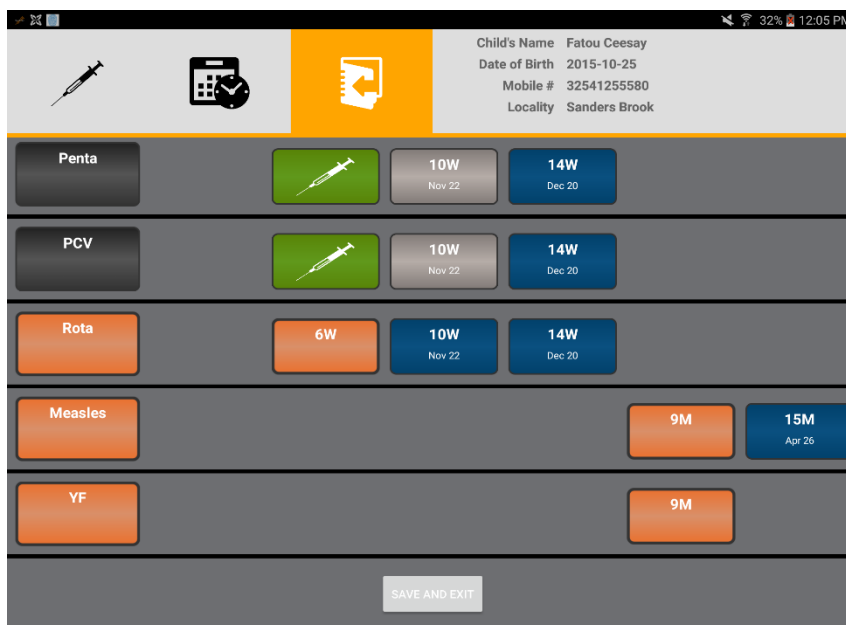 32% 12:05 PM
Child's Name Fatou Ceesay
Date of Birth 2015-10-25
Mobile # 32541255580
Locality Sanders Brook
Penta 10W 14W
Nov 22 Dec 20
PCV 10W 14W
Nov 22 Dec 20
Rota 6W 10W 14W
Nov 22 Dec 20
Measles 9M 15M
Apr 26
YF 9M
SAVE AND EXIT